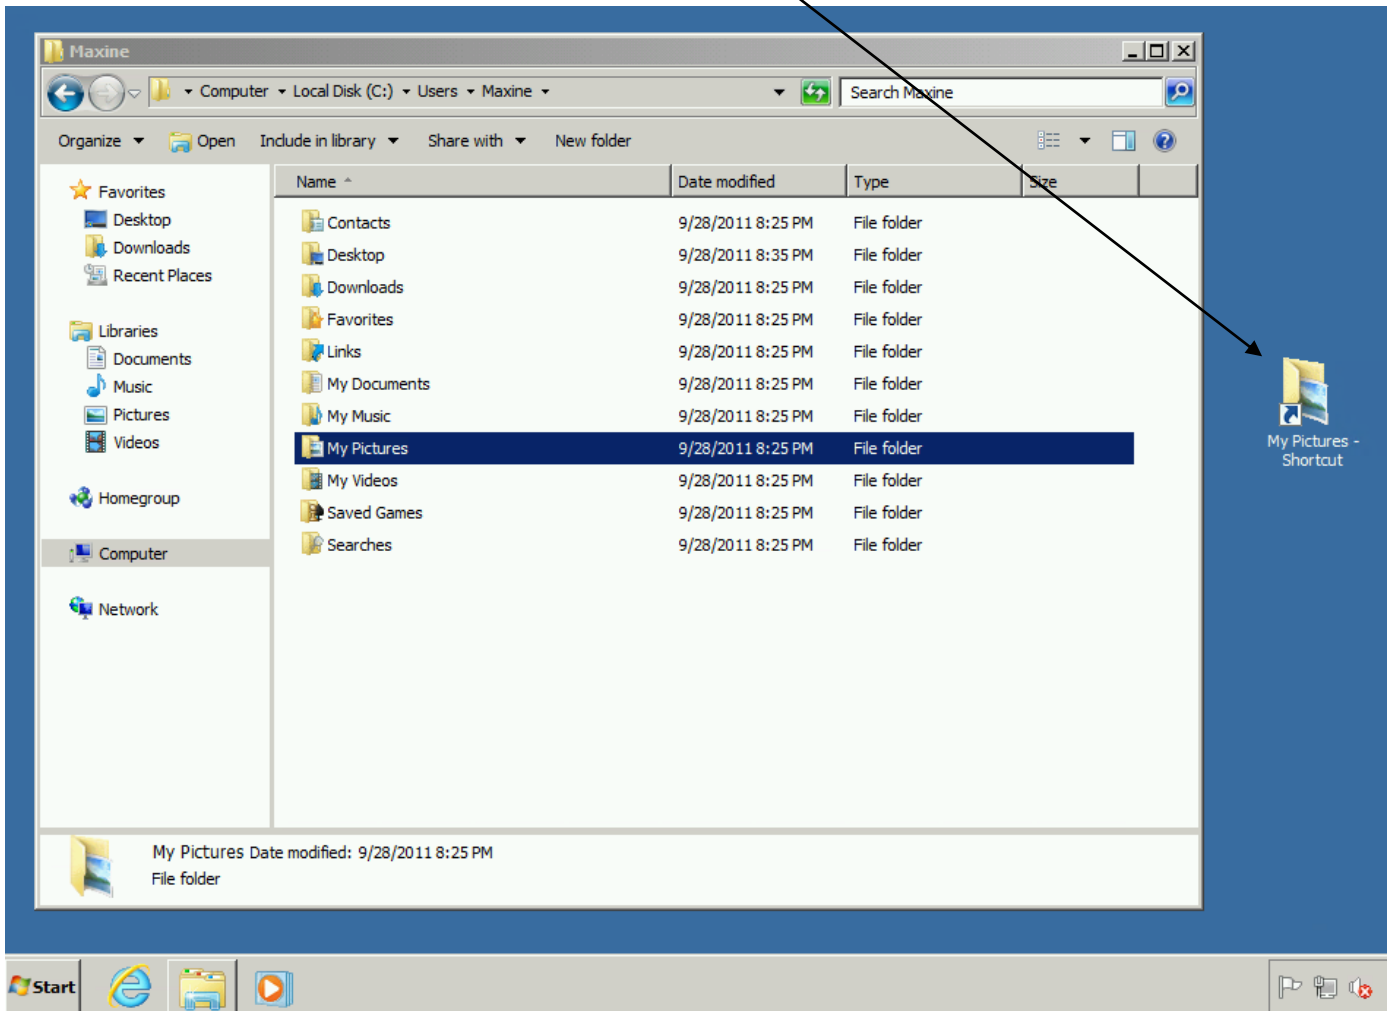 Maxine
Computer Local Disk (C:) Users Maxine
Search Maxine
Organize Open Include in library Share with New folder
Favorites
Desktop
Downloads
Recent Places
Libraries
Documents
Music
Pictures
Videos
Homegroup
Computer
Network
Name Date modified Type Size
Contacts 9/28/2011 8:25 PM File folder
Desktop 9/28/2011 8:35 PM File folder
Downloads 9/28/2011 8:25 PM File folder
Favorites 9/28/2011 8:25 PM File folder
Links 9/28/2011 8:25 PM File folder
My Documents 9/28/2011 8:25 PM File folder
My Music 9/28/2011 8:25 PM File folder
My Pictures 9/28/2011 8:25 PM File folder
My Videos 9/28/2011 8:25 PM File folder
Saved Games 9/28/2011 8:25 PM File folder
Searches 9/28/2011 8:25 PM File folder
My Pictures Date modified: 9/28/2011 8:25 PM
File folder
My Pictures -
Shortcut
Start